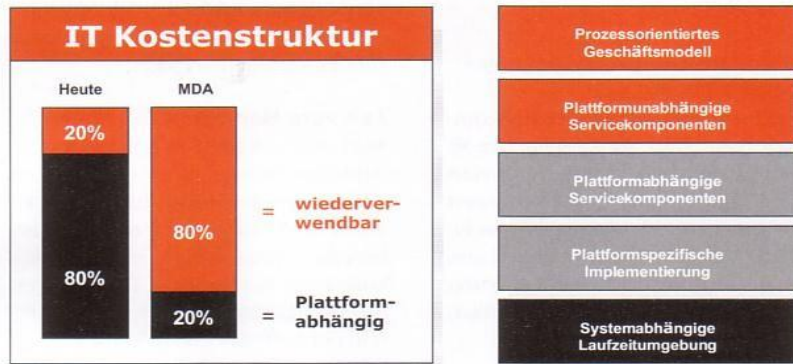 IT Kostenstruktur
Heute
MDA
20%
80%
80%
20%
= wiederver-
wendbar
= Plattform-
abhängig
Prozessorientiertes
Geschäftsmodell
Plattformunabhängige
Servicekomponenten
Plattformabhängige
Servicekomponenten
Plattformspezifische
Implementierung
Systemabhängige
Laufzeitumgebung